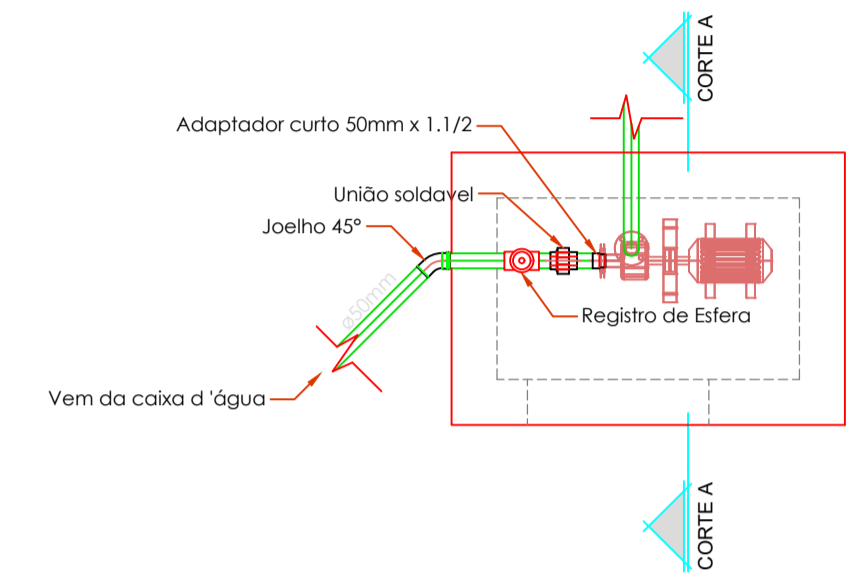 CORTE A
Adaptador curto 50mm x 1.1/2
União soldavel
Joelho 45°
ø50mm
Registro de Esfera
Vem da caixa d 'água
CORTE A